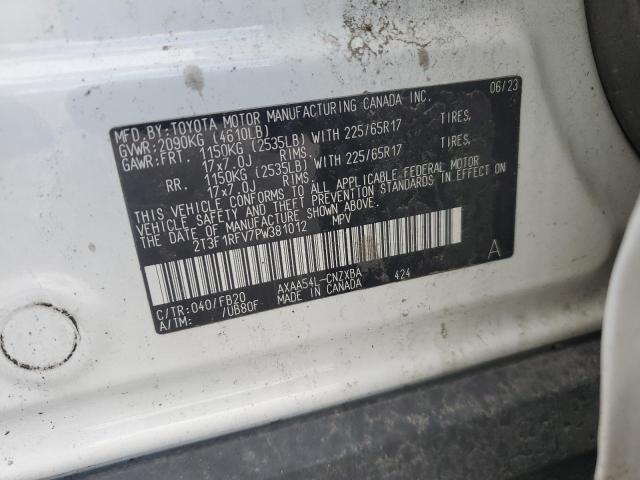 MFD.BY:TOYOTA MOTOR MANUFACTURING CANADA INC. 06/23
GVWR:2090KG (4610LB)
GAWR:FRT. 1150KG (2535LB) WITH 225/65R17 TIRES,
17x7.0J RIMS,
RR. 1150KG (2535LB) WITH 225/65R17 TIRES,
17x7.0J RIMS,
THIS VEHICLE CONFORMS TO ALL APPLICABLE FEDERAL MOTOR
VEHICLE SAFETY AND THEFT PREVENTION STANDARDS IN EFFECT ON
THE DATE OF MANUFACTURE SHOWN ABOVE.
2T3F1RFV7PW381012 MPV
A
C/TR:040/FB20 AXAA54L-CNZXBA 424
A/TM: /UB80F MADE IN CANADA